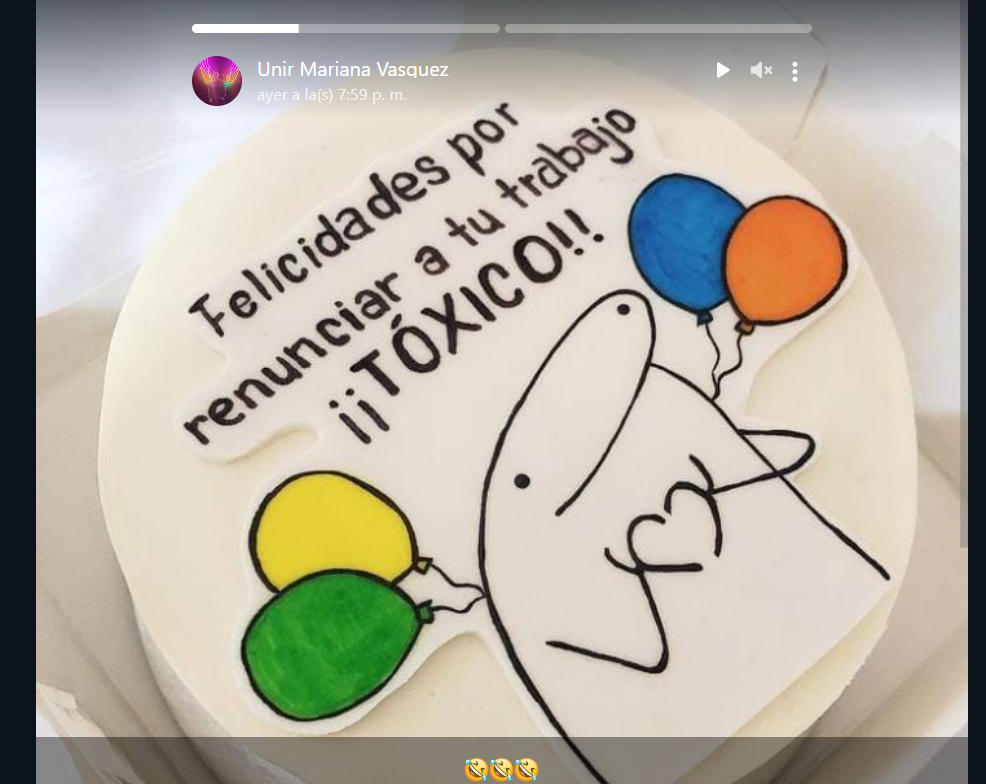 Unir Mariana Vasquez
ayer a la(s) 7:59 p. m.
Felicidades por
renunciar a tu trabajo
¡¡TÓXICO!!
🤣🤣🤣